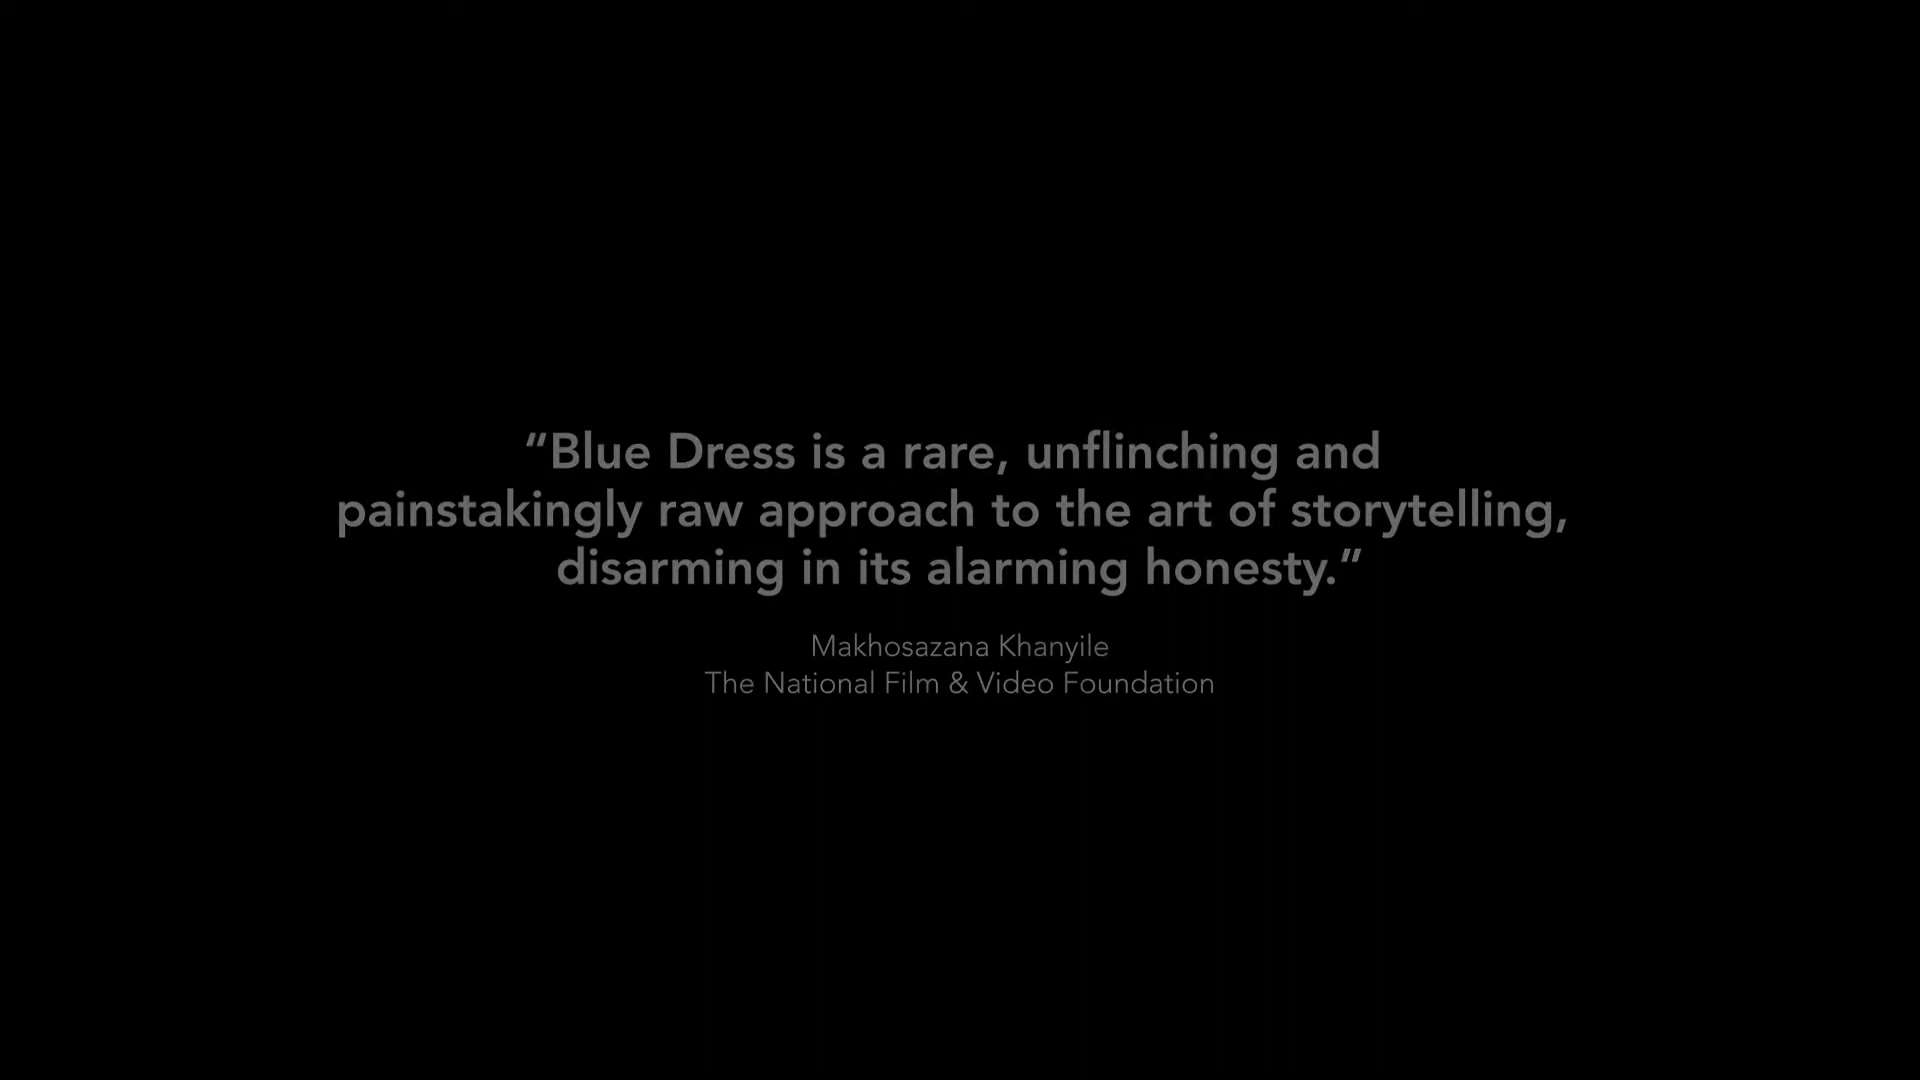 “Blue Dress is a rare, unflinching and
painstakingly raw approach to the art of storytelling,
disarming in its alarming honesty.”
Makhosazana Khanyile
The National Film & Video Foundation